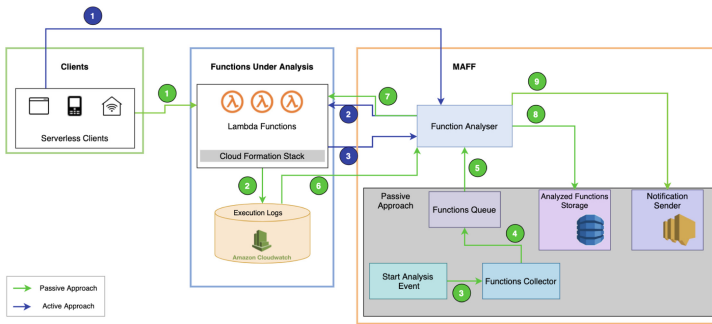 1
Clients
Functions Under Analysis
MAFF
9
1
7
8
2
Function Analyser
Serverless Clients
Lambda Functions
3
Cloud Formation Stack
5
2
6
Passive
Approach
Functions Queue
Analyzed Functions
Storage
Notification
Sender
Execution Logs
4
Amazon Cloudwatch
Start Analysis
Event
3
Functions Collector
Passive Approach
Active Approach